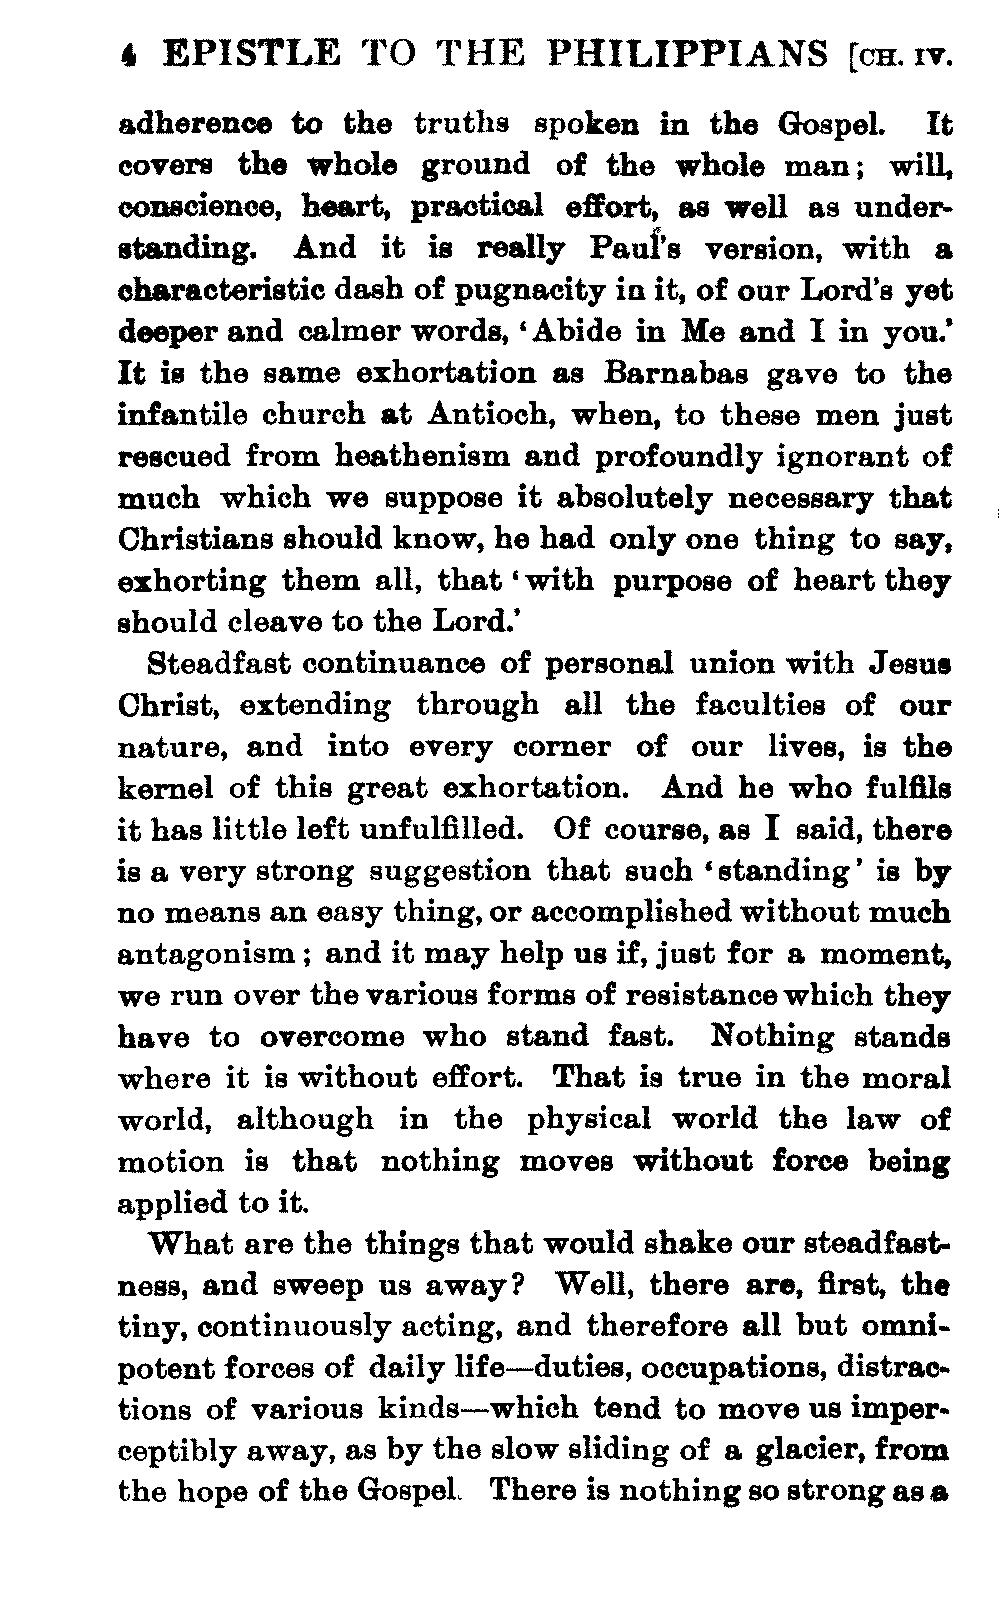 4 EPISTLE TO THE PHILIPPIANS [CH. IV.
adherence to the truths spoken in the Gospel. It
covers the whole ground of the whole man; will,
conscience, heart, practical effort, as well as under-
standing. And it is really Paul's version, with a
characteristic dash of pugnacity in it, of our Lord's yet
deeper and calmer words, 'Abide in Me and I in you.'
It is the same exhortation as Barnabas gave to the
infantile church at Antioch, when, to these men just
rescued from heathenism and profoundly ignorant of
much which we suppose it absolutely necessary that
Christians should know, he had only one thing to say,
exhorting them all, that 'with purpose of heart they
should cleave to the Lord.'
Steadfast continuance of personal union with Jesus
Christ, extending through all the faculties of our
nature, and into every corner of our lives, is the
kernel of this great exhortation. And he who fulfils
it has little left unfulfilled. Of course, as I said, there
is a very strong suggestion that such 'standing' is by
no means an easy thing, or accomplished without much
antagonism; and it may help us if, just for a moment,
we run over the various forms of resistance which they
have to overcome who stand fast. Nothing stands
where it is without effort. That is true in the moral
world, although in the physical world the law of
motion is that nothing moves without force being
applied to it.
What are the things that would shake our steadfast-
ness, and sweep us away? Well, there are, first, the
tiny, continuously acting, and therefore all but omni-
potent forces of daily life—duties, occupations, distrac-
tions of various kinds—which tend to move us imper-
ceptibly away, as by the slow sliding of a glacier, from
the hope of the Gospel. There is nothing so strong as a